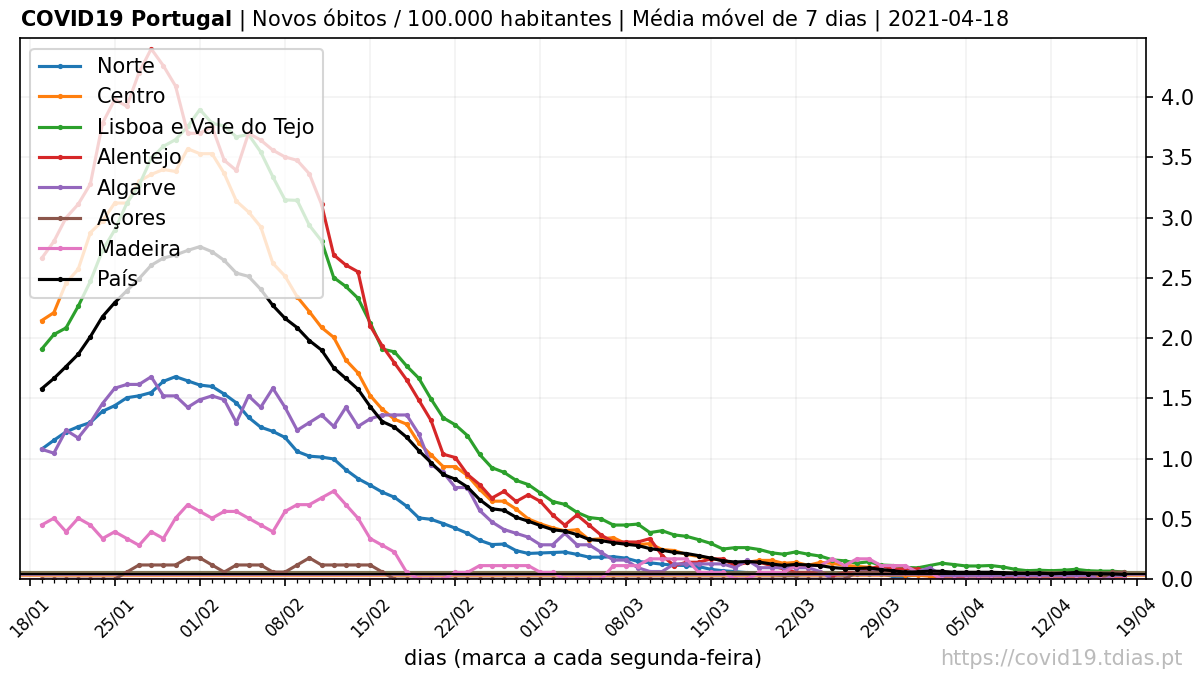 COVID19 Portugal | Novos óbitos / 100.000 habitantes | Média móvel de 7 dias | 2021-04-18
Norte
Centro
Lisboa e Vale do Tejo
Alentejo
Algarve
Açores
Madeira
País
4.0
3.5
3.0
2.5
2.0
1.5
1.0
0.5
0.0
18/01 25/01 01/02 08/02 15/02 22/02 01/03 08/03 15/03 22/03 29/03 05/04 12/04 19/04
dias (marca a cada segunda-feira)
https://covid19.tdias.pt